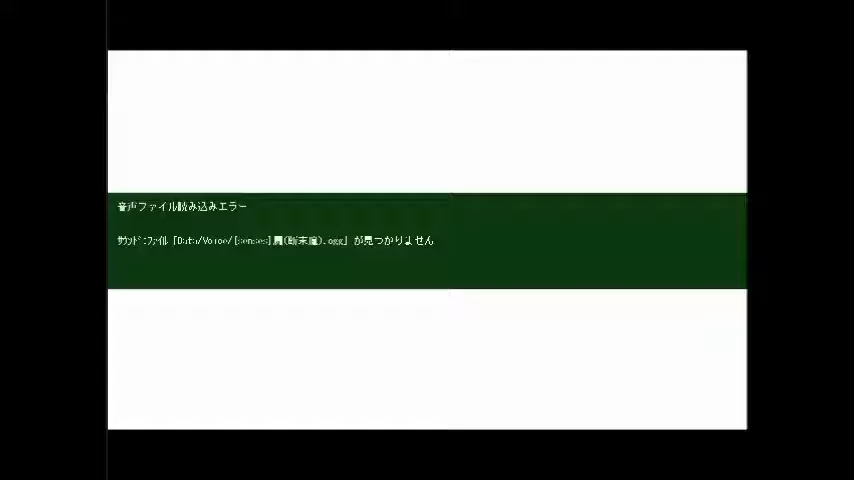 音声ファイル読み込みエラー
ｻｳﾝﾄﾞﾌｧｲﾙ「Data/Voice/[senses](断末魔).ogg」が見つかりません